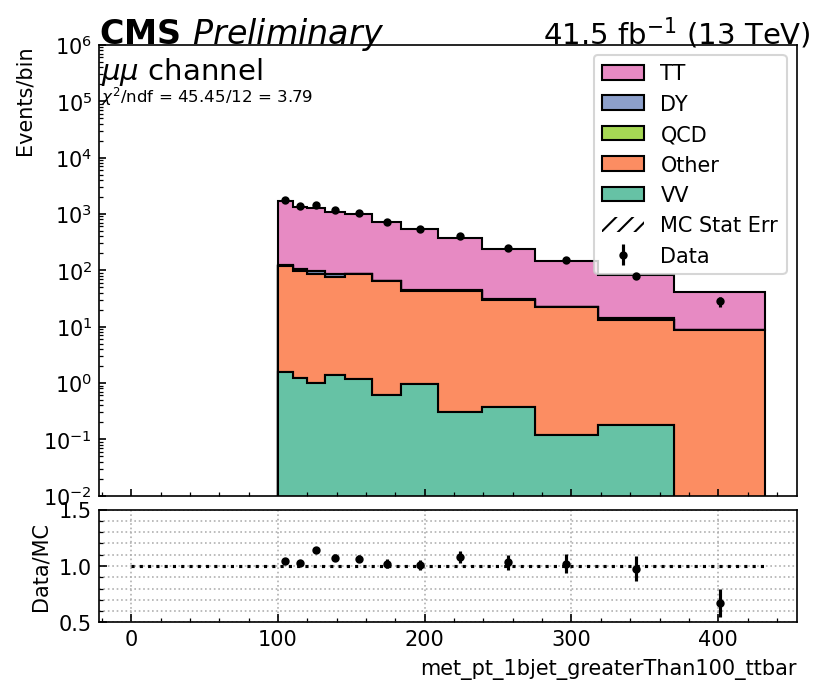 CMS Preliminary 41.5 fb⁻¹ (13 TeV)
μμ channel
χ²/ndf = 45.45/12 = 3.79
Events/bin
10⁶
10⁵
10⁴
10³
10²
10¹
10⁰
10⁻¹
10⁻²
TT
DY
QCD
Other
VV
MC Stat Err
Data
Data/MC
1.5
1.0
0.5
0 100 200 300 400
met_pt_1bjet_greaterThan100_ttbar